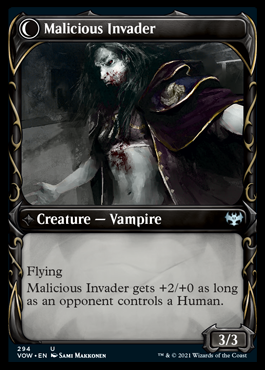 Malicious Invader
Creature — Vampire
Flying
Malicious Invader gets +2/+0 as long
as an opponent controls a Human.
3/3
294 U
VOW • EN SAMI MAKKONEN
™ & © 2021 Wizards of the Coast